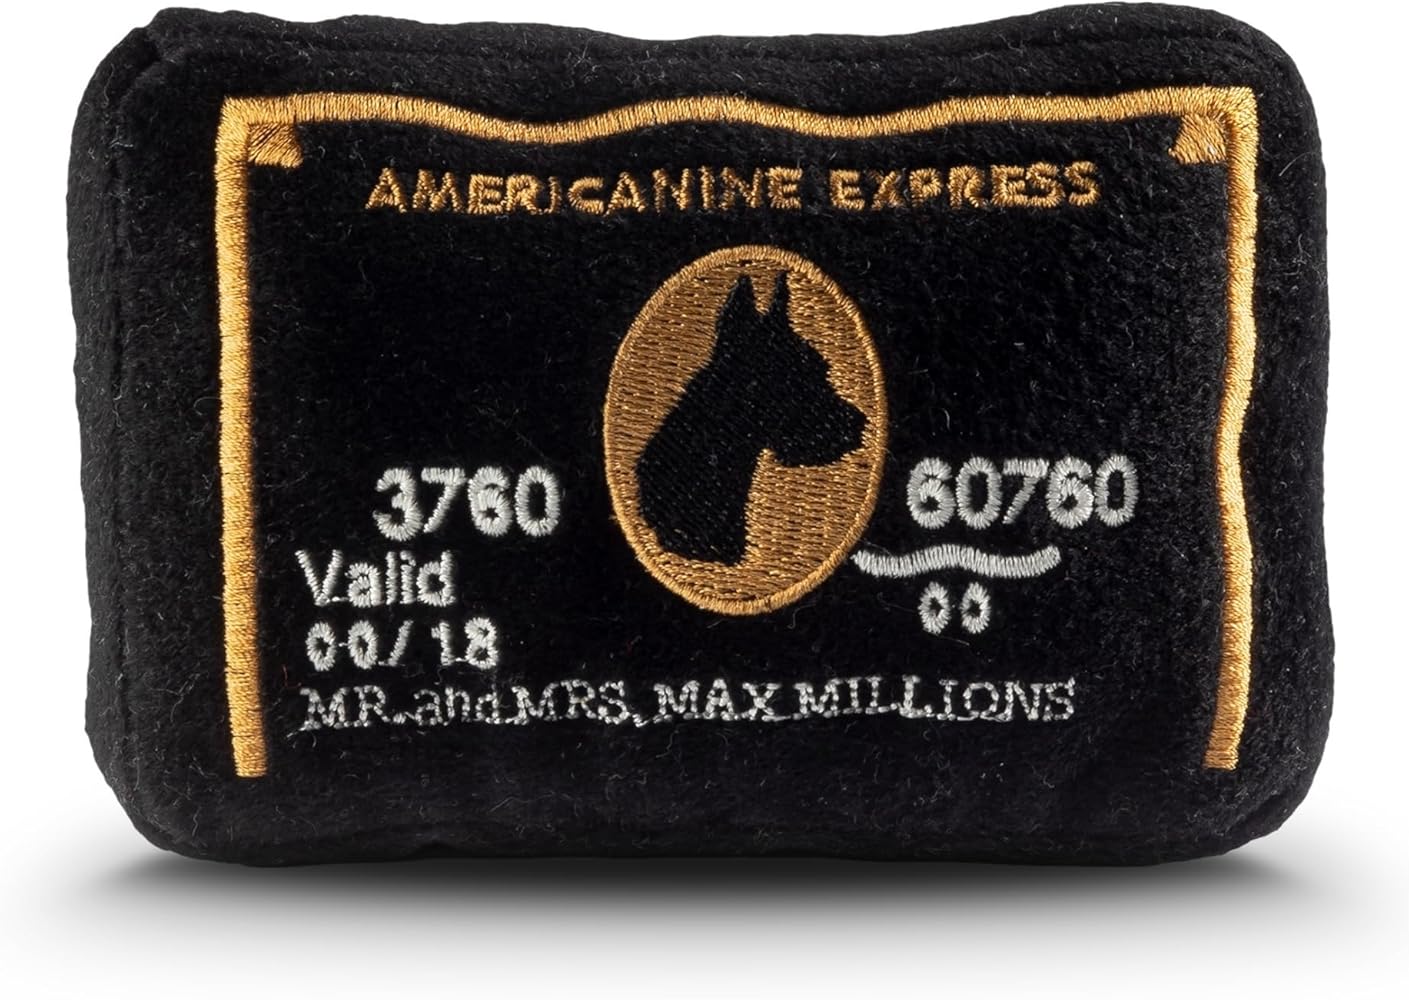 AMERICANINE EXPRESS
3760 60760
Valid 00
00/18
MR. and MRS. MAX MILLIONS